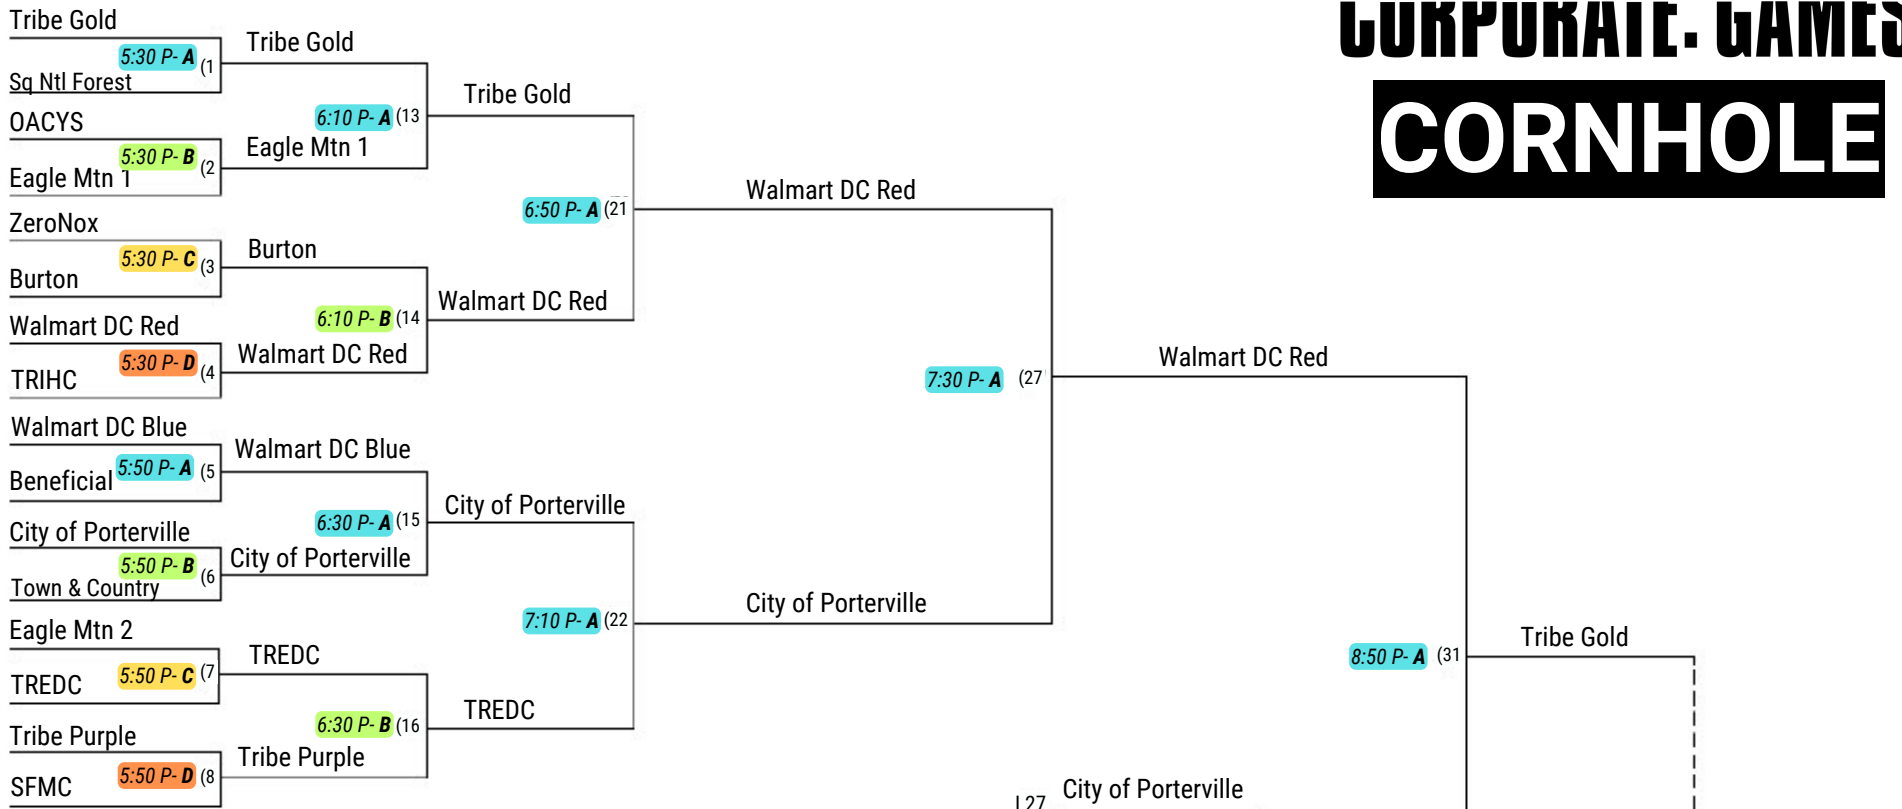 CORPORATE. GAMES
CORNHOLE
Tribe Gold
5:30 P- A (1
Sq Ntl Forest
Tribe Gold
OACYS
5:30 P- B (2
Eagle Mtn 1
Eagle Mtn 1
6:10 P- A (13
Tribe Gold
ZeroNox
5:30 P- C (3
Burton
Burton
Walmart DC Red
5:30 P- D (4
TRIHC
Walmart DC Red
6:10 P- B (14
Walmart DC Red
6:50 P- A (21
Walmart DC Red
Walmart DC Blue
5:50 P- A (5
Beneficial
Walmart DC Blue
City of Porterville
5:50 P- B (6
Town & Country
City of Porterville
6:30 P- A (15
City of Porterville
Eagle Mtn 2
5:50 P- C (7
TREDC
TREDC
Tribe Purple
5:50 P- D (8
SFMC
Tribe Purple
6:30 P- B (16
TREDC
7:10 P- A (22
City of Porterville
7:30 P- A (27
Walmart DC Red
8:50 P- A (31
Tribe Gold
L27
City of Porterville